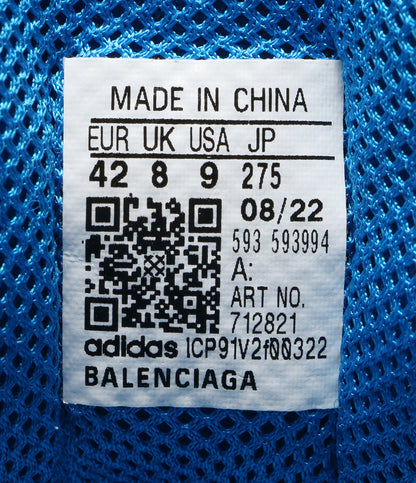 MADE IN CHINA
EUR UK USA JP
42 8 9 275
08/22
593 593994
A:
ART NO.
712821
adidas 1CP91V2f00322
BALENCIAGA